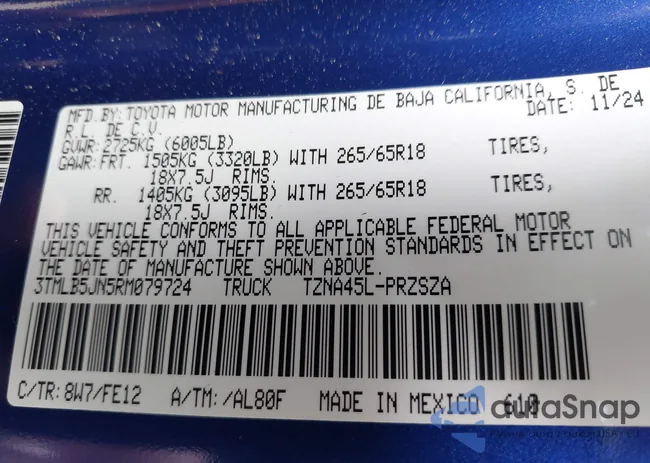 MFD.BY:TOYOTA MOTOR MANUFACTURING DE BAJA CALIFORNIA, S. DE
R.L. DE C.V. DATE: 11/24
GVWR:2725KG (6005LB)
GAWR:FRT. 1505KG (3320LB) WITH 265/65R18 TIRES,
18X7.5J RIMS.
RR. 1405KG (3095LB) WITH 265/65R18 TIRES,
18X7.5J RIMS.
THIS VEHICLE CONFORMS TO ALL APPLICABLE FEDERAL MOTOR
VEHICLE SAFETY AND THEFT PREVENTION STANDARDS IN EFFECT ON
THE DATE OF MANUFACTURE SHOWN ABOVE.
3TMLB5JN5RM079724 TRUCK TZNA45L-PRZSZA
C/TR:8W7/FE12 A/TM:/AL80F MADE IN MEXICO 610
autoSnap